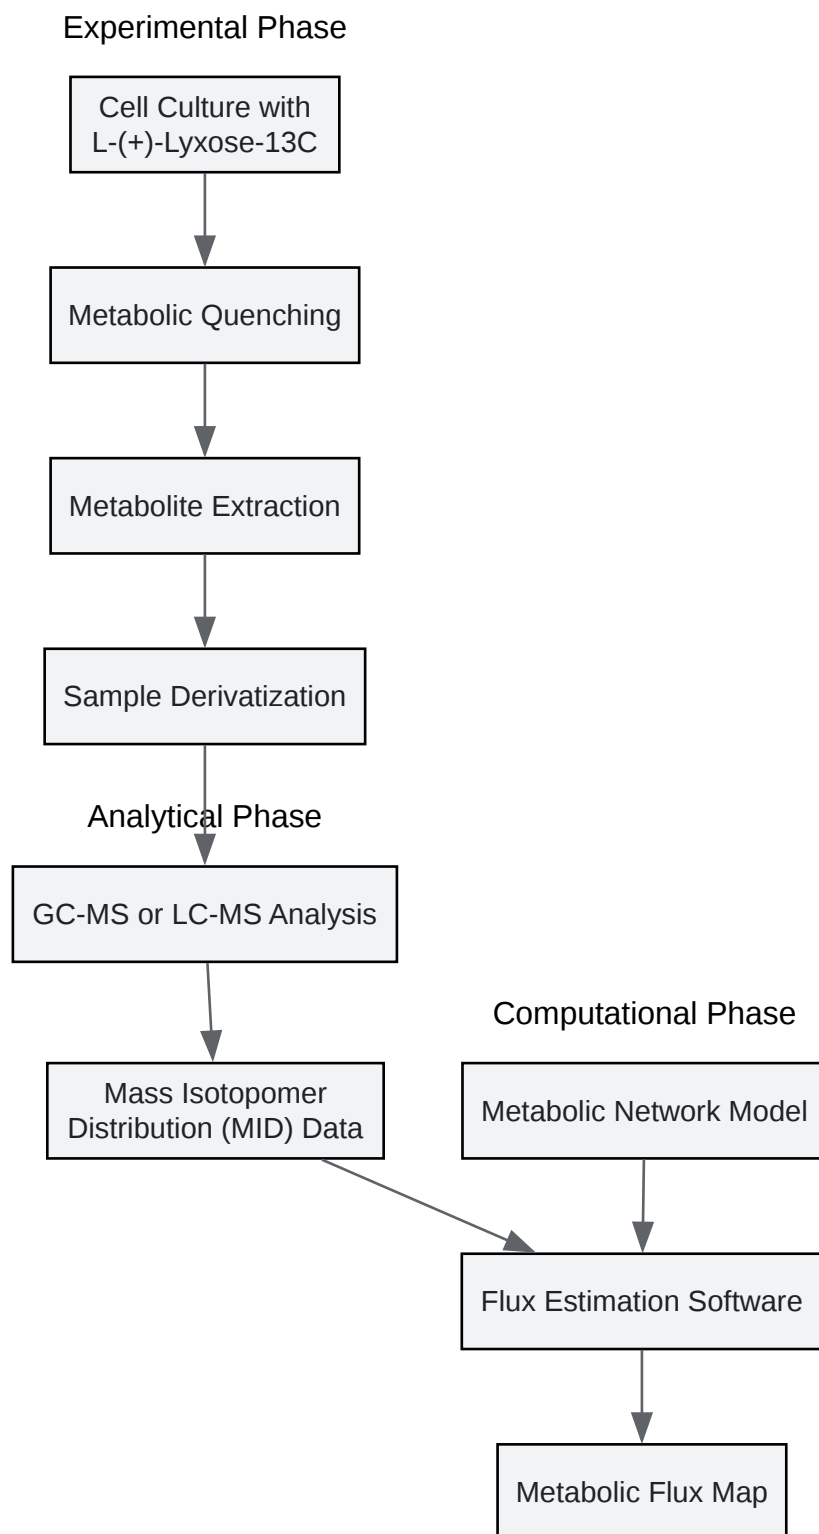 Experimental Phase
Cell Culture with
L-(+)-Lyxose-13C
Metabolic Quenching
Metabolite Extraction
Sample Derivatization
Analytical Phase
GC-MS or LC-MS Analysis
Mass Isotopomer
Distribution (MID) Data
Computational Phase
Metabolic Network Model
Flux Estimation Software
Metabolic Flux Map